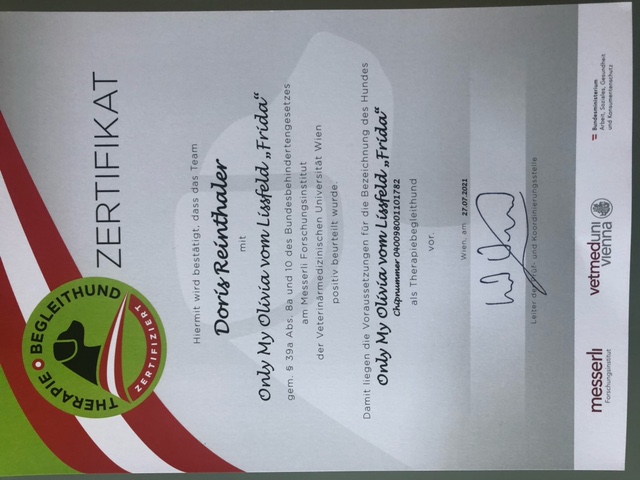 THERAPIE • BEGLEITHUND
ZERTIFIZIERT
ZERTIFIKAT
Hiermit wird bestätigt, dass das Team
Doris Reinthaler
mit
Only My Olivia vom Lissfeld „Frida“
gem. § 39a Abs. 8a und 10 des Bundesbehindertengesetzes
am Messerli Forschungsinstitut
der Veterinärmedizinischen Universität Wien
positiv beurteilt wurde.
Damit liegen die Voraussetzungen für die Bezeichnung des Hundes
Only My Olivia vom Lissfeld „Frida“
Chipnummer 040098001101782
als Therapiebegleithund
vor.
Wien, am 27.07.2021
Leiter der Prüf- und Koordinierungsstelle
messerli
Forschungsinstitut
vetmeduni
vienna
Bundesministerium
Arbeit, Soziales, Gesundheit
und Konsumentenschutz